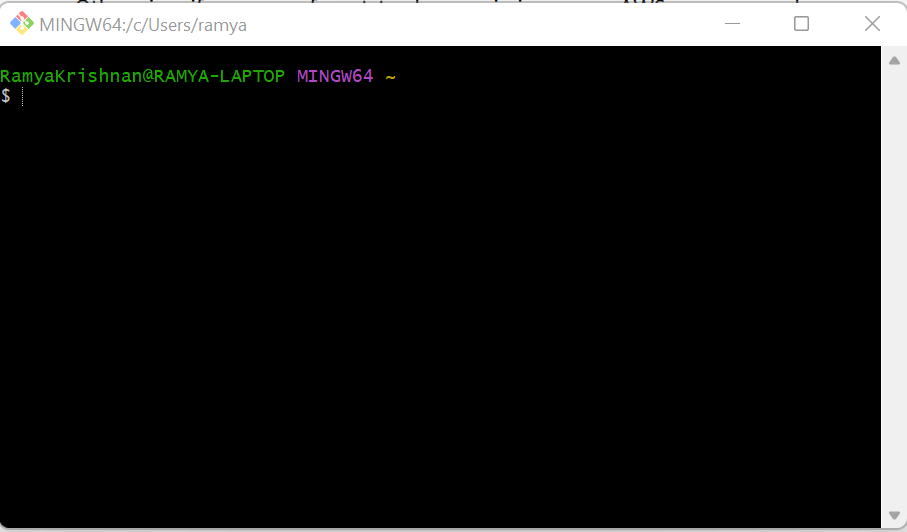 MINGW64:/c/Users/ramya
RamyaKrishnan@RAMYA-LAPTOP MINGW64 ~
$